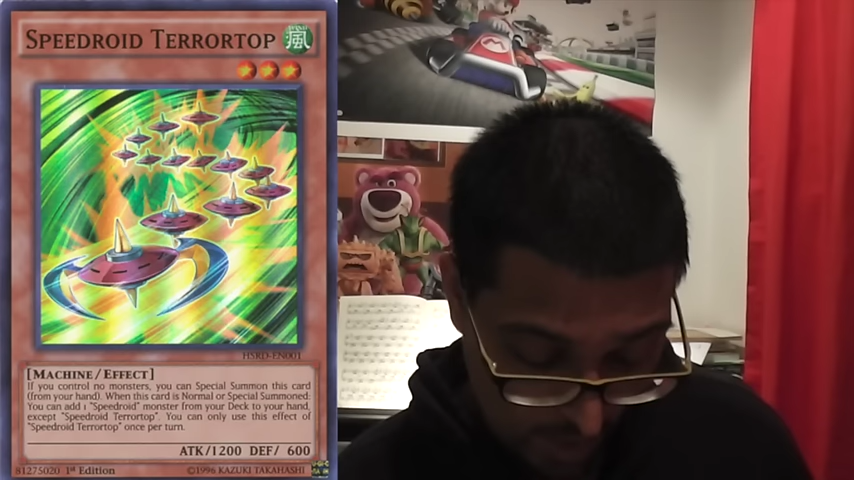 SPEEDROID TERRORTOP
WIND
風
HSRD-EN001
[MACHINE/EFFECT]
If you control no monsters, you can Special Summon this card
(from your hand). When this card is Normal or Special Summoned:
You can add 1 "Speedroid" monster from your Deck to your hand,
except "Speedroid Terrortop". You can only use this effect of
"Speedroid Terrortop" once per turn.
ATK/1200 DEF/ 600
81275020 1st Edition
©1996 KAZUKI TAKAHASHI